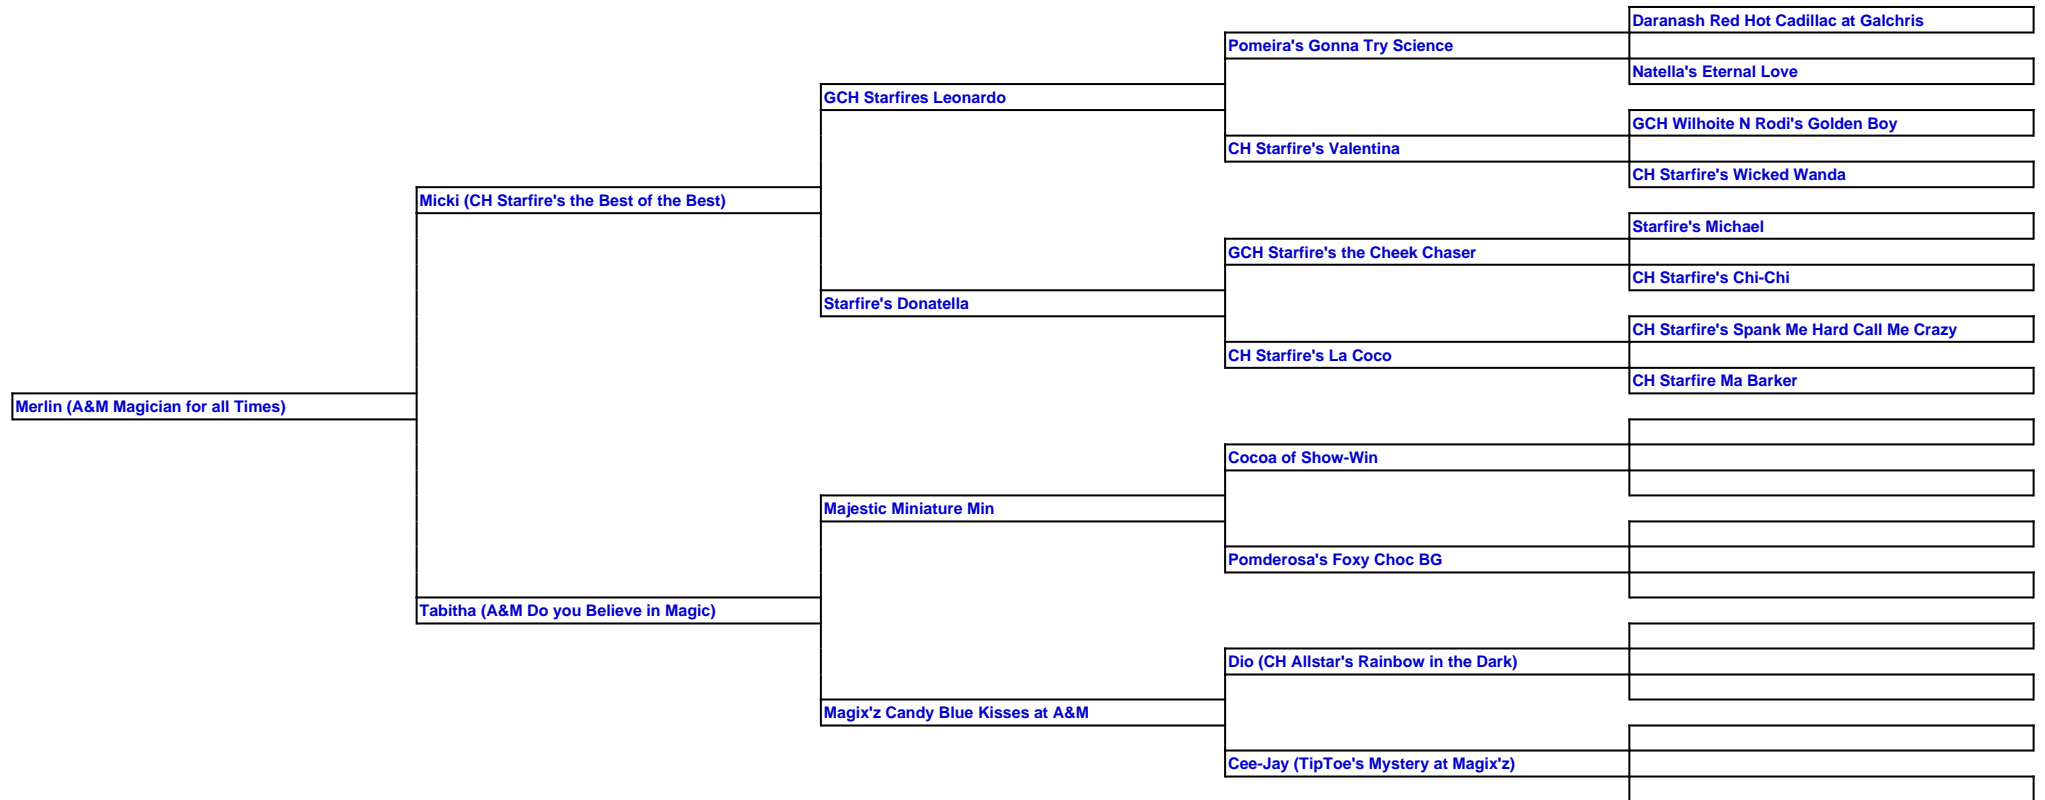 Daranash Red Hot Cadillac at Galchris
Pomeira's Gonna Try Science
Natella's Eternal Love
GCH Starfires Leonardo
GCH Wilhoite N Rodi's Golden Boy
CH Starfire's Valentina
CH Starfire's Wicked Wanda
Micki (CH Starfire's the Best of the Best)
Starfire's Michael
GCH Starfire's the Cheek Chaser
CH Starfire's Chi-Chi
Starfire's Donatella
CH Starfire's Spank Me Hard Call Me Crazy
CH Starfire's La Coco
CH Starfire Ma Barker
Merlin (A&M Magician for all Times)
Cocoa of Show-Win
Majestic Miniature Min
Pomderosa's Foxy Choc BG
Tabitha (A&M Do you Believe in Magic)
Dio (CH Allstar's Rainbow in the Dark)
Magix'z Candy Blue Kisses at A&M
Cee-Jay (TipToe's Mystery at Magix'z)